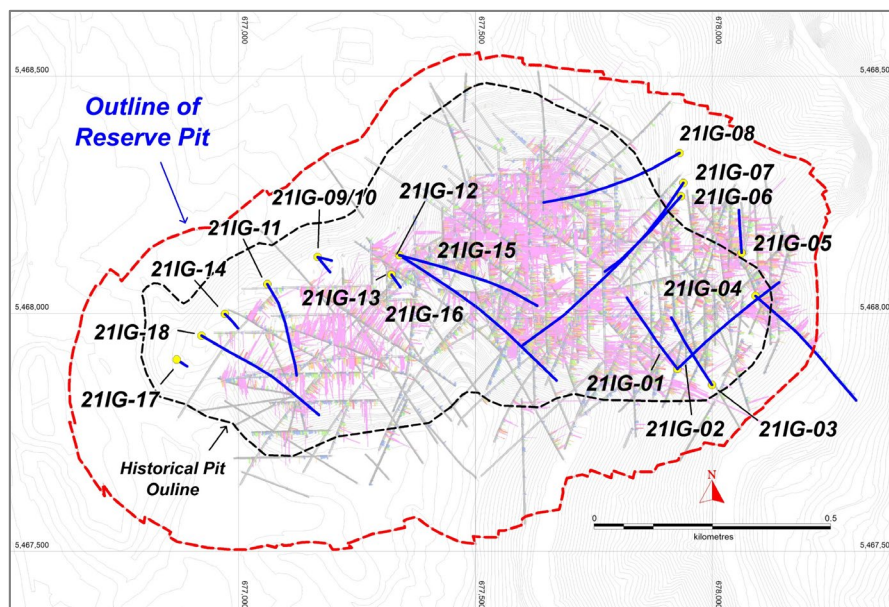 677,000
677,500
678,000
5,468,500
5,468,500
Outline of
Reserve Pit
21IG-08
21IG-07
21IG-06
21IG-09/10
21IG-12
21IG-11
21IG-15
21IG-05
21IG-14
21IG-13
21IG-04
5,468,000
5,468,000
21IG-16
21IG-18
21IG-01
21IG-17
21IG-02
21IG-03
Historical Pit
Ouline
N
0
0.5
kilometres
5,467,500
5,467,500
677,000
677,500
678,000